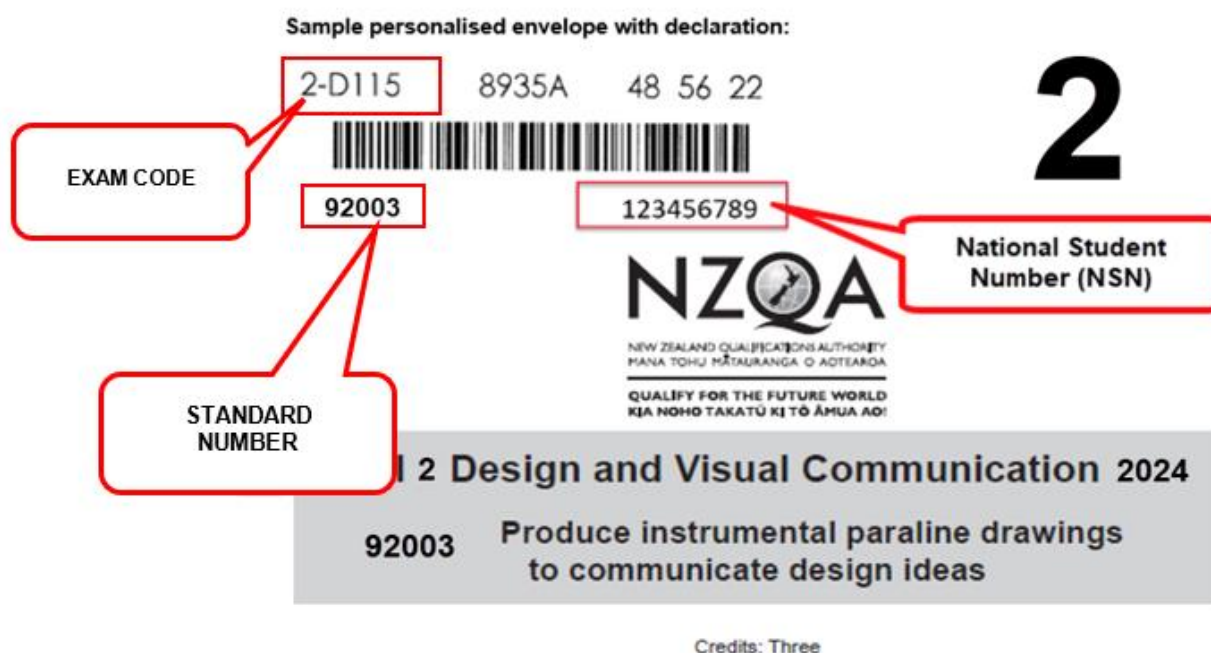 Sample personalised envelope with declaration:
2-D115 8935A 48 56 22
2
EXAM CODE
92003 123456789
National Student
Number (NSN)
NZQA
NEW ZEALAND QUALIFICATIONS AUTHORITY
MANA TOHU MĀTAURANGA O AOTEAROA
QUALIFY FOR THE FUTURE WORLD
KIA NOHO TAKATŪ KI TŌ ĀMUA AO!
STANDARD
NUMBER
2 Design and Visual Communication 2024
92003 Produce instrumental paraline drawings
to communicate design ideas
Credits: Three